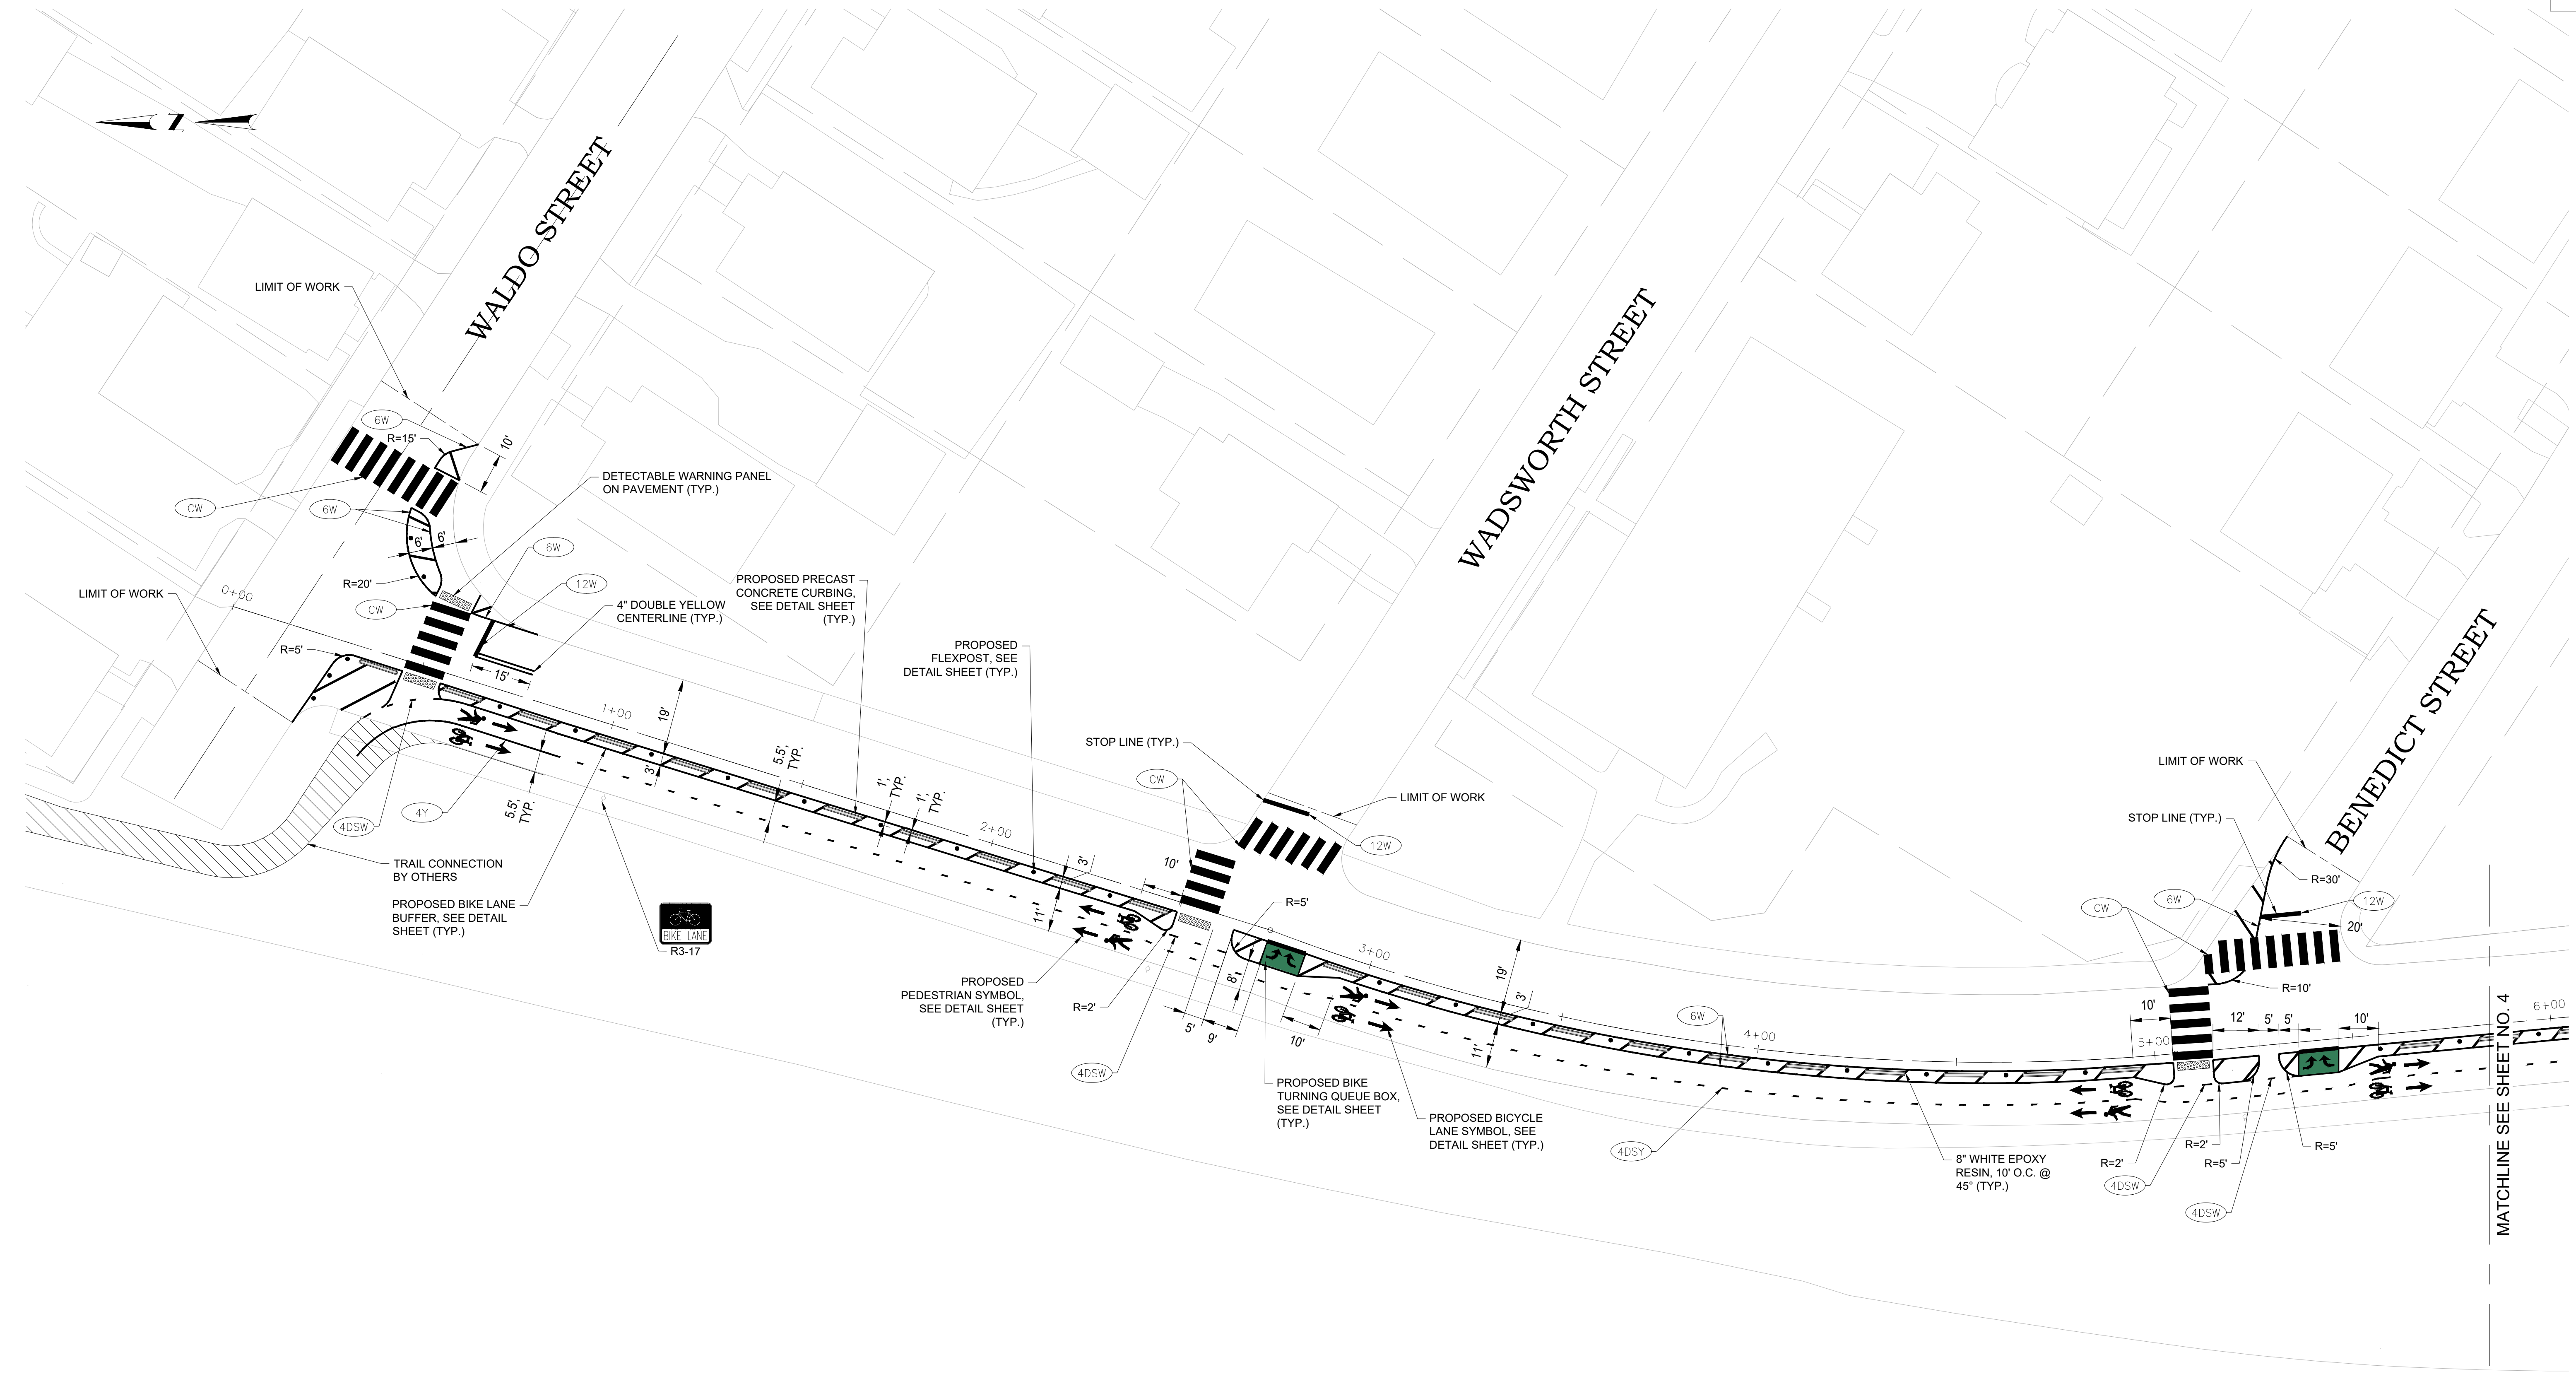 Z
WALDO STREET
LIMIT OF WORK
6W
R=15'
10'
CW
6W
DETECTABLE WARNING PANEL
ON PAVEMENT (TYP.)
6'
6'
6W
R=20'
12W
CW
4" DOUBLE YELLOW
CENTERLINE (TYP.)
LIMIT OF WORK
0+00
R=5'
15'
PROPOSED PRECAST
CONCRETE CURBING,
SEE DETAIL SHEET
(TYP.)
PROPOSED
FLEXPOST, SEE
DETAIL SHEET (TYP.)
1+00
19'
3'
5.5',
TYP.
5.5',
TYP.
1',
TYP.
1',
TYP.
4DSW
4Y
TRAIL CONNECTION
BY OTHERS
PROPOSED BIKE LANE
BUFFER, SEE DETAIL
SHEET (TYP.)
BIKE LANE
R3-17
2+00
3'
11'
WADSWORTH STREET
STOP LINE (TYP.)
CW
LIMIT OF WORK
12W
10'
R=5'
PROPOSED
PEDESTRIAN SYMBOL,
SEE DETAIL SHEET
(TYP.)
R=2'
4DSW
8'
5'
9'
10'
3+00
PROPOSED BIKE
TURNING QUEUE BOX,
SEE DETAIL SHEET
(TYP.)
PROPOSED BICYCLE
LANE SYMBOL, SEE
DETAIL SHEET (TYP.)
19'
3'
11'
6W
4+00
4DSY
8" WHITE EPOXY
RESIN, 10' O.C. @
45° (TYP.)
BENEDICT STREET
LIMIT OF WORK
STOP LINE (TYP.)
R=30'
CW
6W
12W
20'
R=10'
10'
12'
5'
5'
10'
5+00
6+00
R=2'
4DSW
R=2'
R=5'
4DSW
R=5'
MATCHLINE SEE SHEET NO. 4